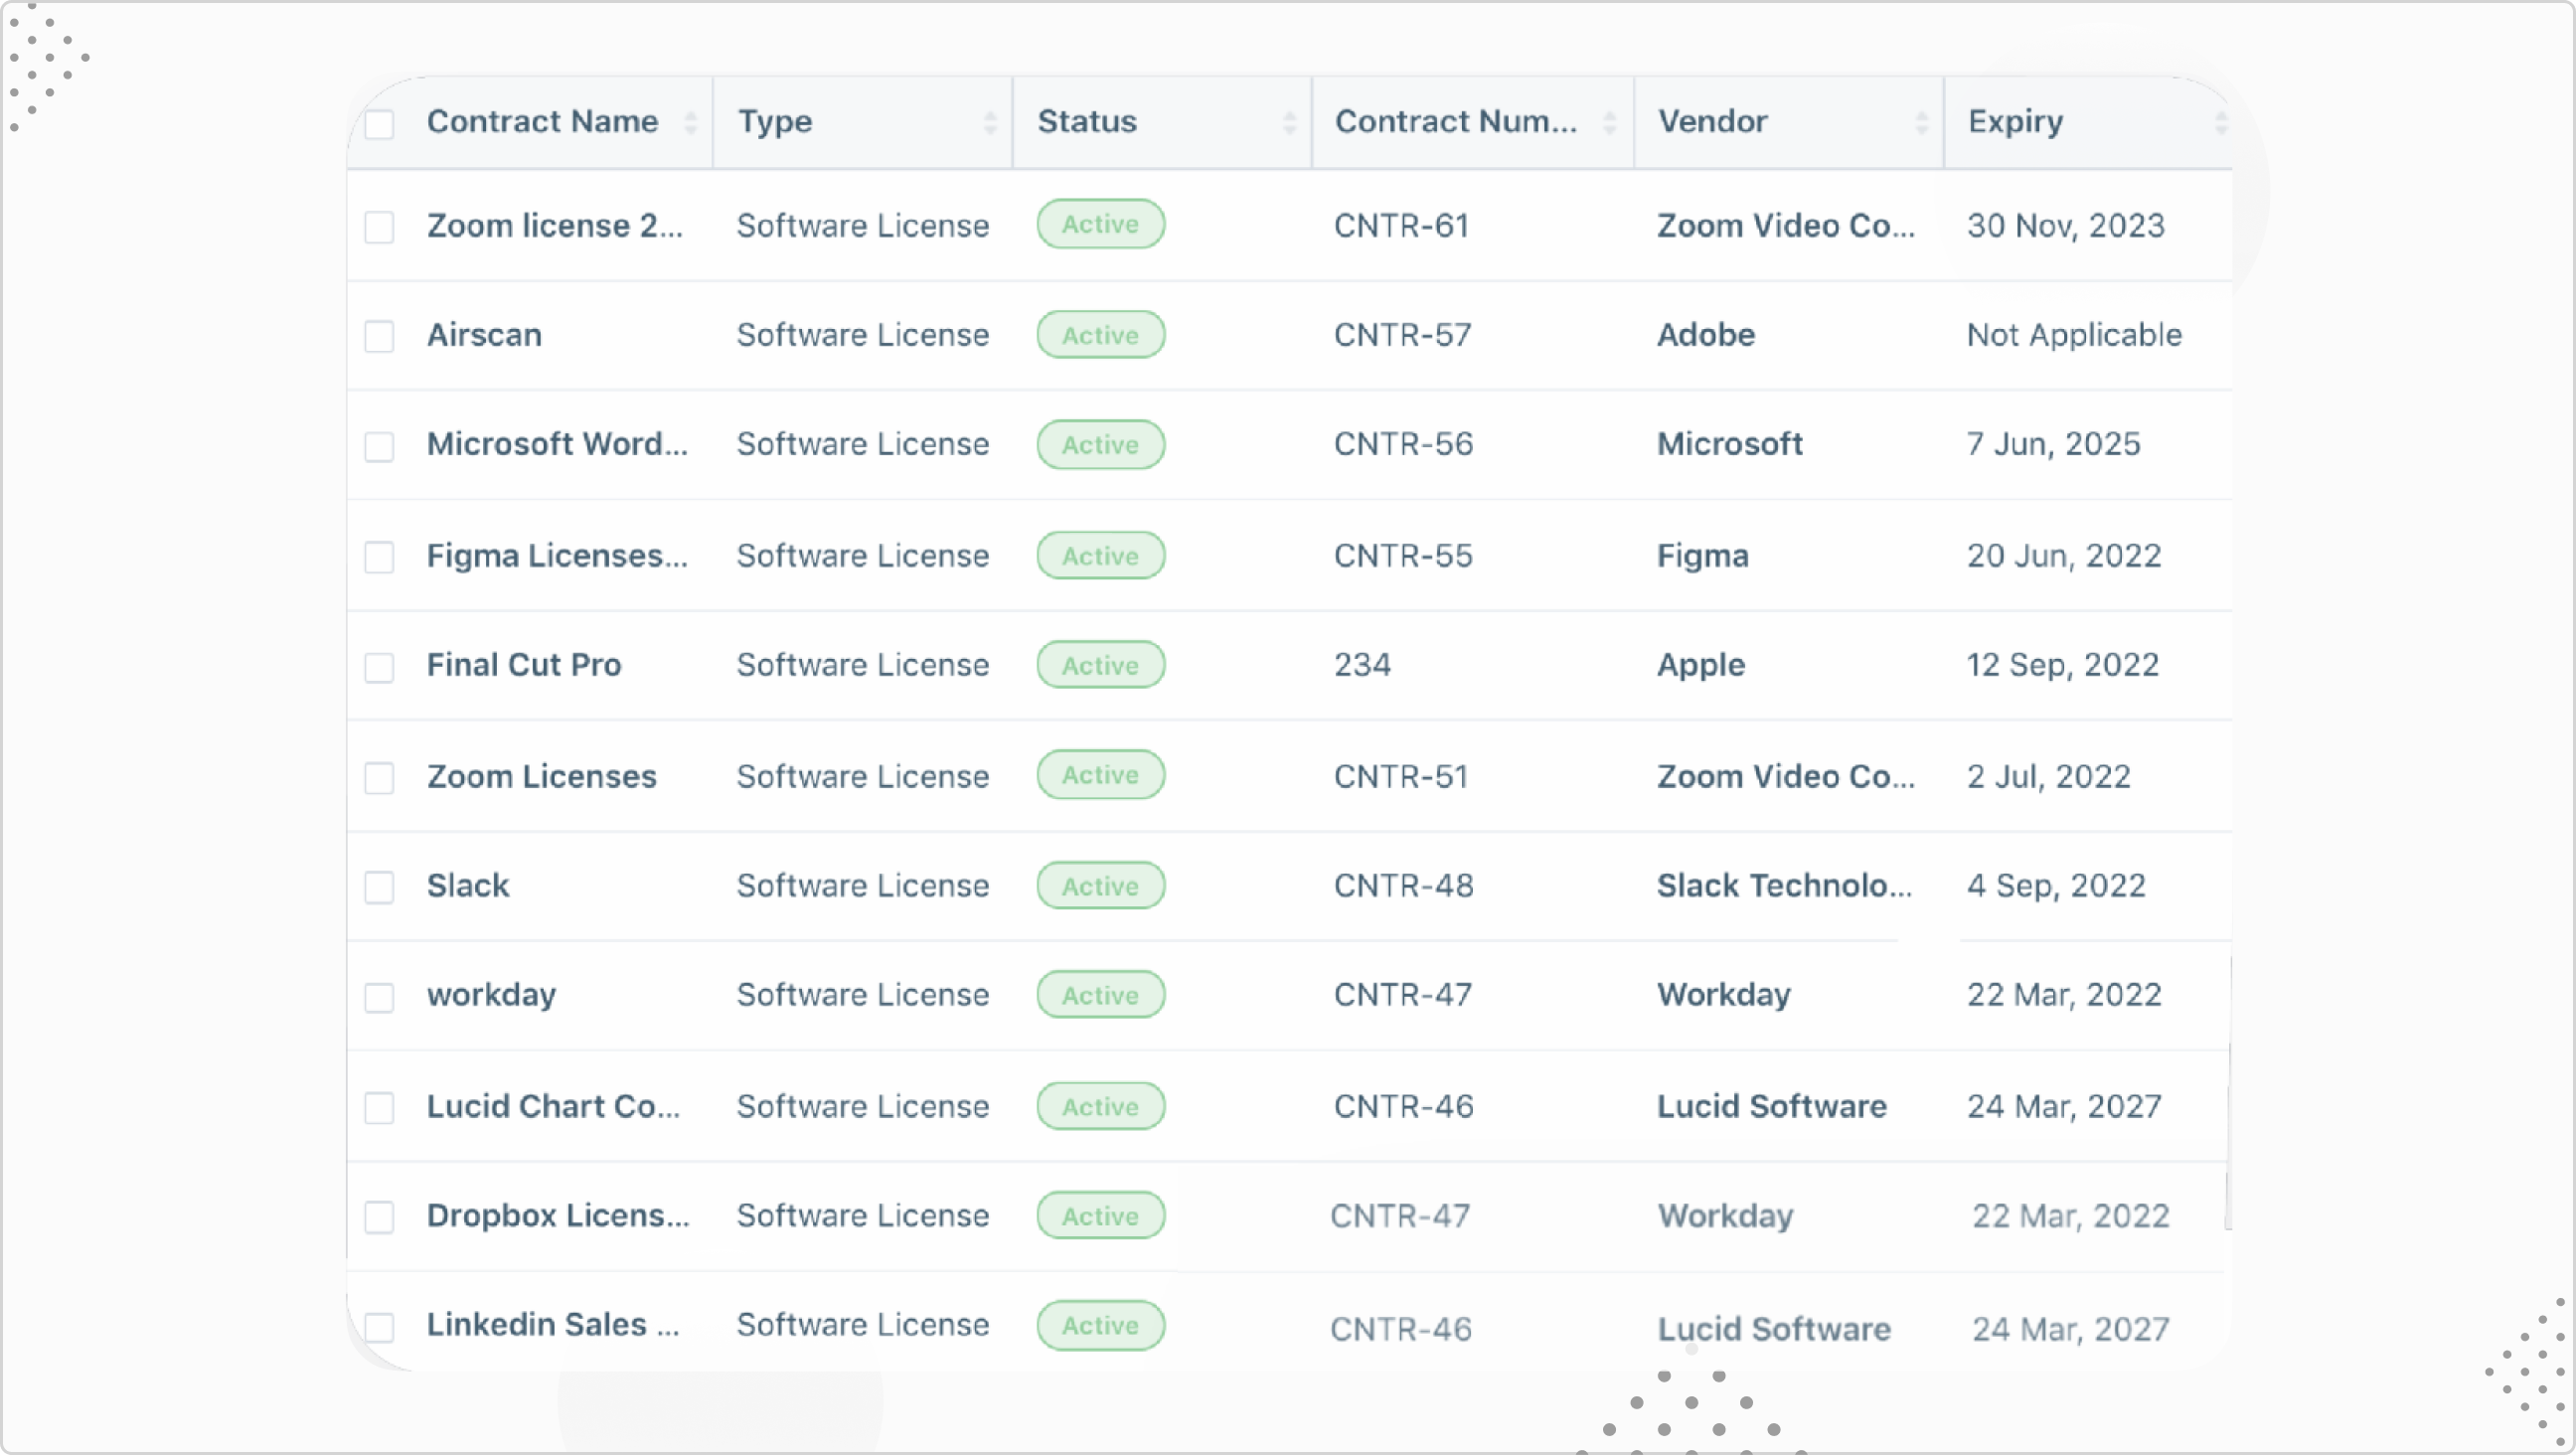 Contract Name Type Status Contract Num... Vendor Expiry
Zoom license 2... Software License Active CNTR-61 Zoom Video Co... 30 Nov, 2023
Airscan Software License Active CNTR-57 Adobe Not Applicable
Microsoft Word... Software License Active CNTR-56 Microsoft 7 Jun, 2025
Figma Licenses... Software License Active CNTR-55 Figma 20 Jun, 2022
Final Cut Pro Software License Active 234 Apple 12 Sep, 2022
Zoom Licenses Software License Active CNTR-51 Zoom Video Co... 2 Jul, 2022
Slack Software License Active CNTR-48 Slack Technolo... 4 Sep, 2022
workday Software License Active CNTR-47 Workday 22 Mar, 2022
Lucid Chart Co... Software License Active CNTR-46 Lucid Software 24 Mar, 2027
Dropbox Licens... Software License Active CNTR-47 Workday 22 Mar, 2022
Linkedin Sales ... Software License Active CNTR-46 Lucid Software 24 Mar, 2027